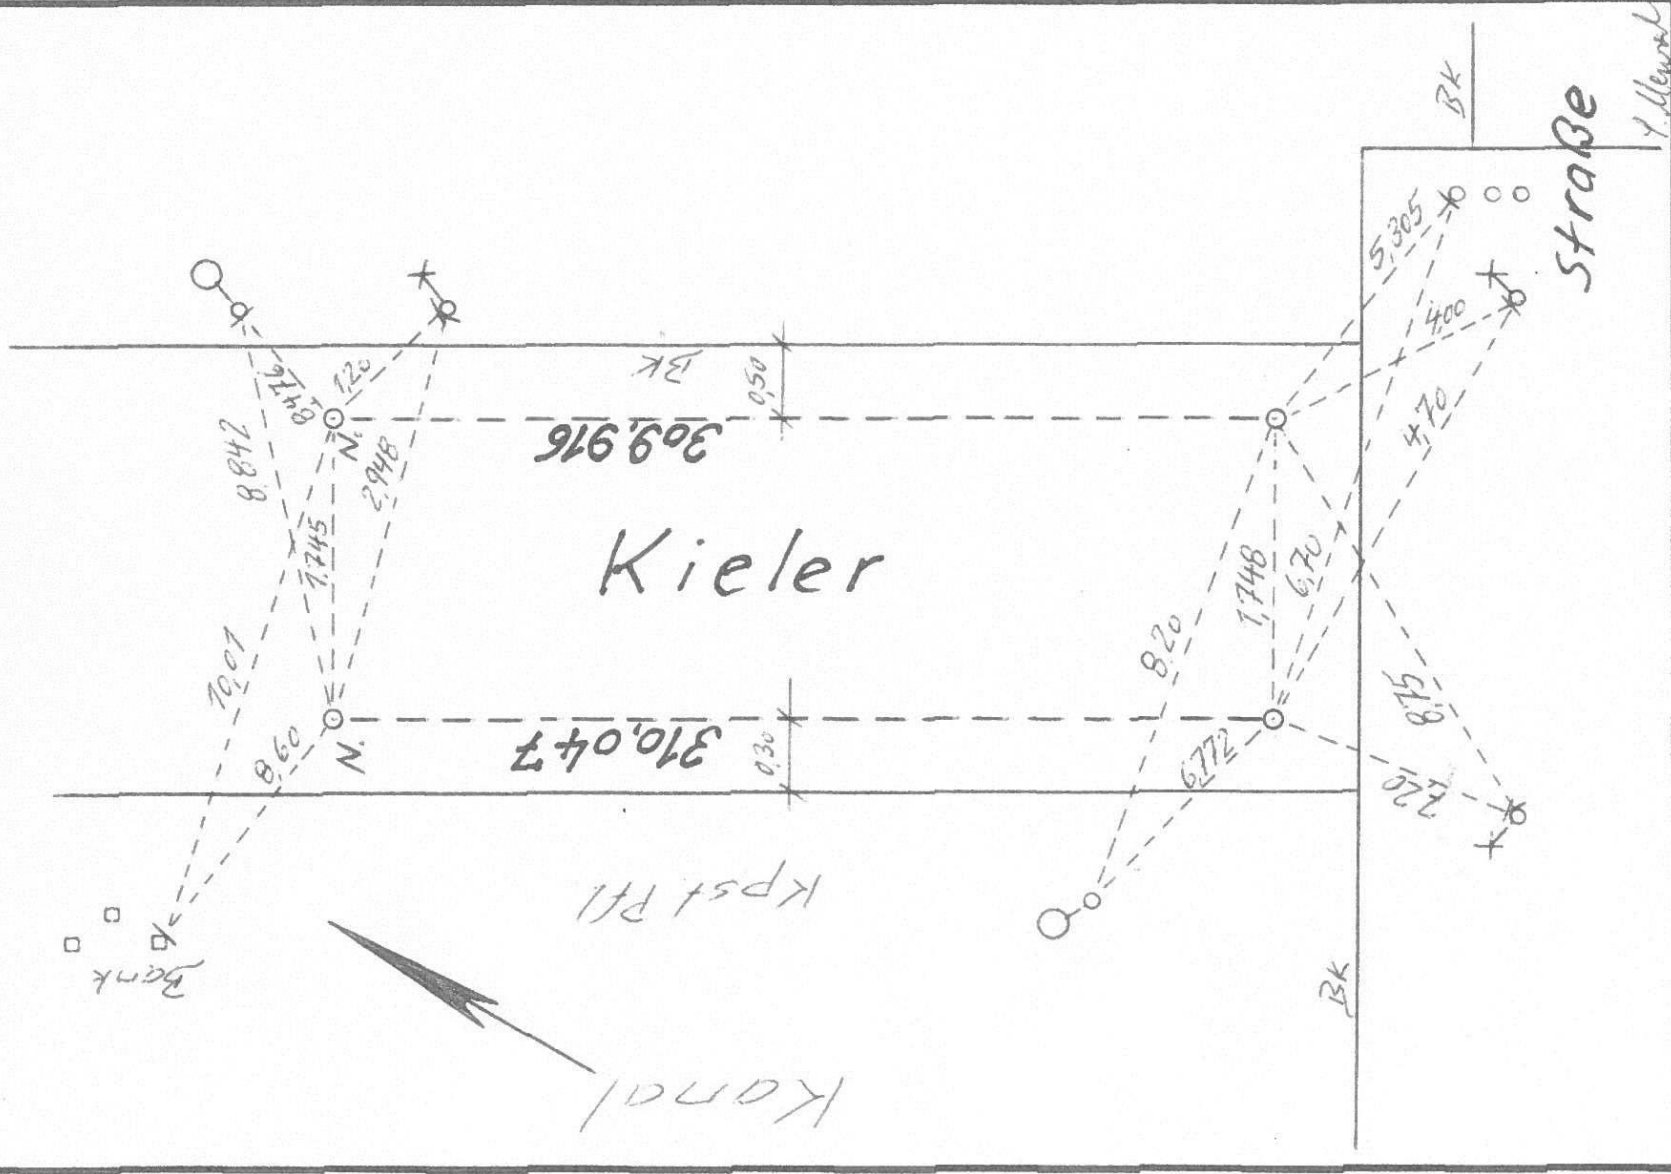 BK
Straße
5,305
4,00
BK
0,50
8,476
1,20
8,842
N.
309,916
4,70
2,948
1,745
Kieler
1,748
6,70
8,20
10,01
8,60
N.
310,047
0,30
6,772
8,75
7,20
Kpst Pfl
Bank
BK
Kanal